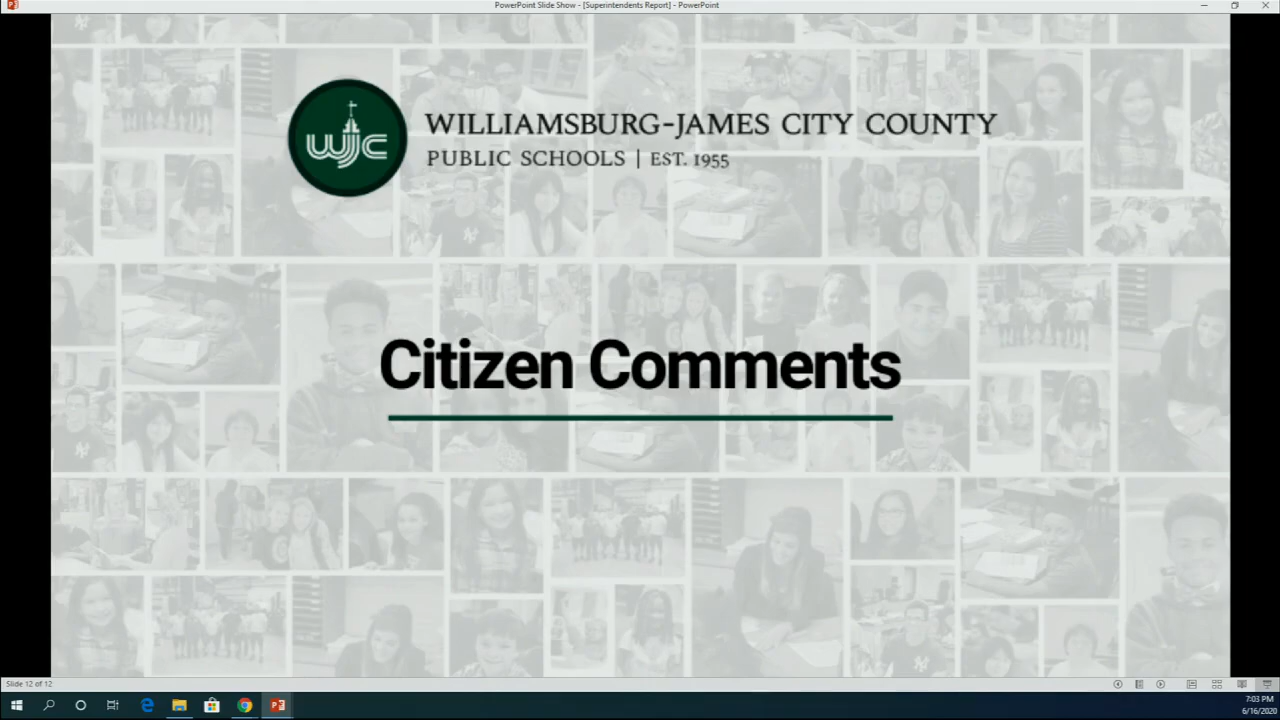 PowerPoint Slide Show - [Superintendents Report] - PowerPoint
WJC
WILLIAMSBURG-JAMES CITY COUNTY
PUBLIC SCHOOLS | EST. 1955
Citizen Comments
Slide 12 of 12
7:03 PM
6/16/2020